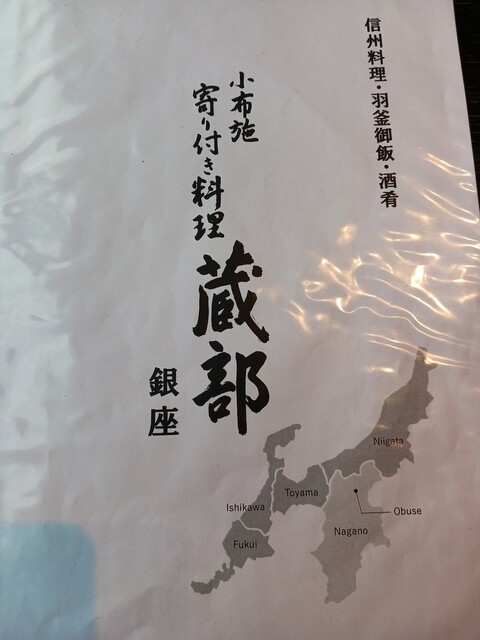 信州料理・羽釜御飯・酒肴
小布施
寄り付き料理
蔵部
銀座
Niigata
Toyama
Ishikawa
Obuse
Nagano
Fukui